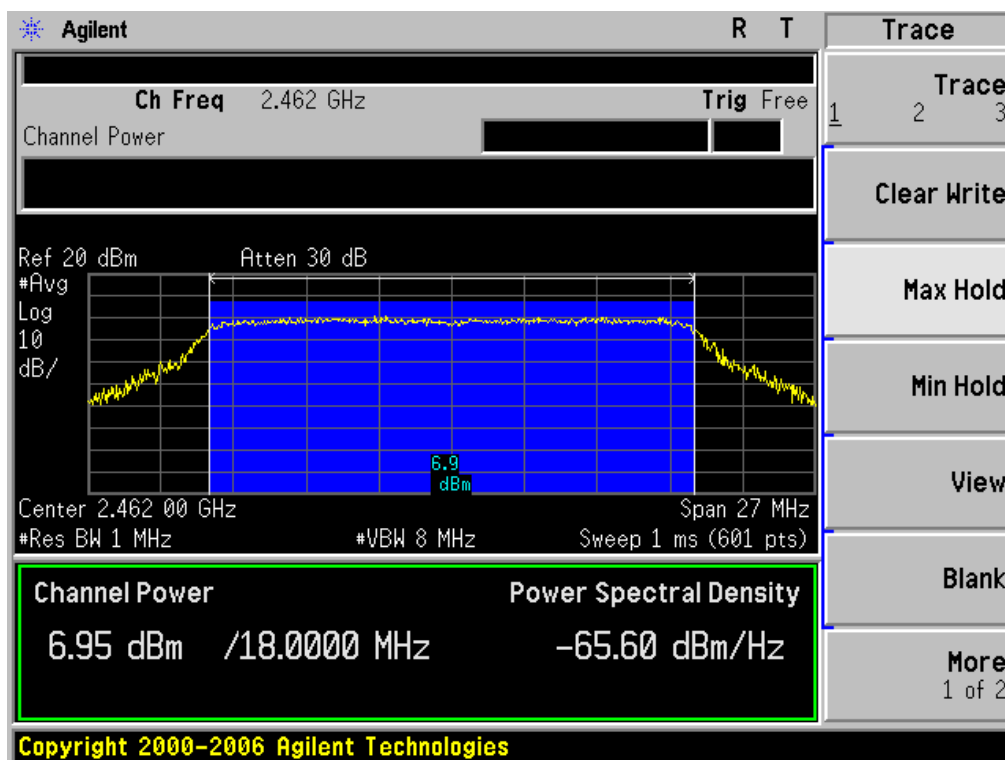 Agilent R T Trace
Ch Freq 2.462 GHz Trig Free
Channel Power
Trace
1 2 3
Clear Write
Max Hold
Min Hold
View
Blank
More
1 of 2
Ref 20 dBm Atten 30 dB
#Avg
Log
10
dB/
6.9
dBm
Center 2.462 00 GHz Span 27 MHz
#Res BW 1 MHz #VBW 8 MHz Sweep 1 ms (601 pts)
Channel Power Power Spectral Density
6.95 dBm /18.0000 MHz -65.60 dBm/Hz
Copyright 2000-2006 Agilent Technologies